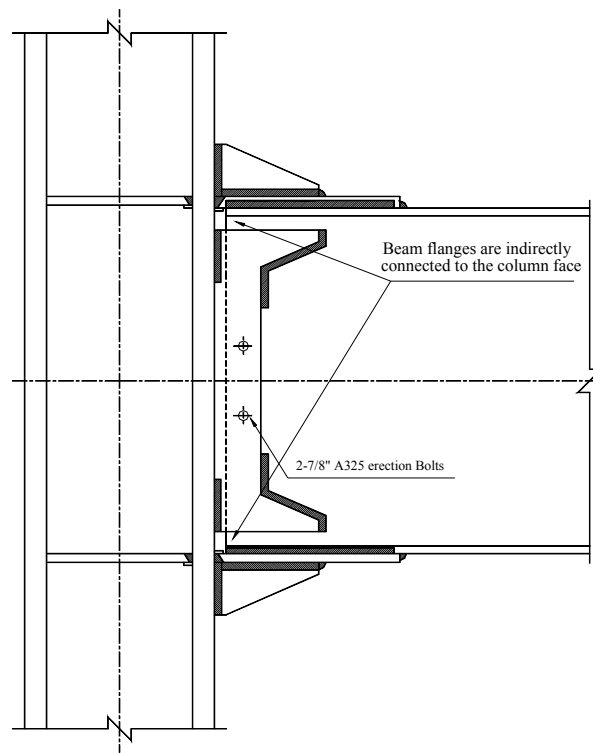 Beam flanges are indirectly
connected to the column face
2-7/8" A325 erection Bolts